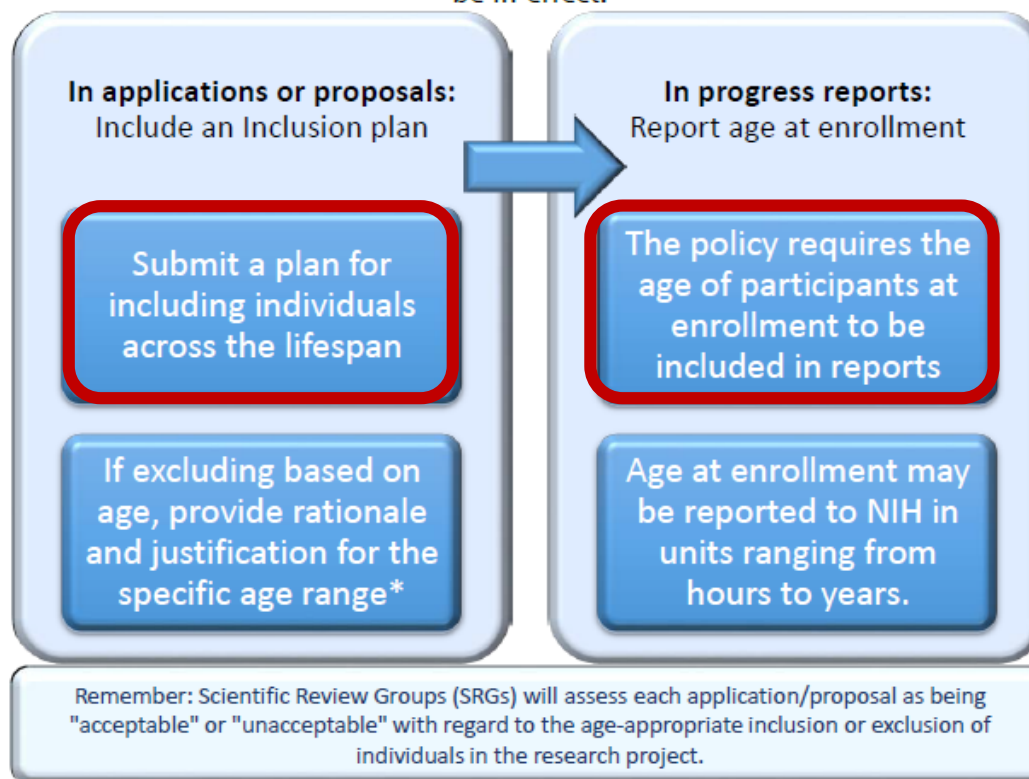 be in effect.
In applications or proposals:
Include an Inclusion plan
Submit a plan for
including individuals
across the lifespan
If excluding based on
age, provide rationale
and justification for the
specific age range*
In progress reports:
Report age at enrollment
The policy requires the
age of participants at
enrollment to be
included in reports
Age at enrollment may
be reported to NIH in
units ranging from
hours to years.
Remember: Scientific Review Groups (SRGs) will assess each application/proposal as being
"acceptable" or "unacceptable" with regard to the age-appropriate inclusion or exclusion of
individuals in the research project.